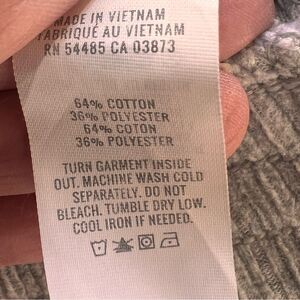 MADE IN VIETNAM
FABRIQUÉ AU VIETNAM
RN 54485 CA 03873
64% COTTON
36% POLYESTER
64% COTON
36% POLYESTER
TURN GARMENT INSIDE
OUT. MACHINE WASH COLD
SEPARATELY. DO NOT
BLEACH. TUMBLE DRY LOW.
COOL IRON IF NEEDED.